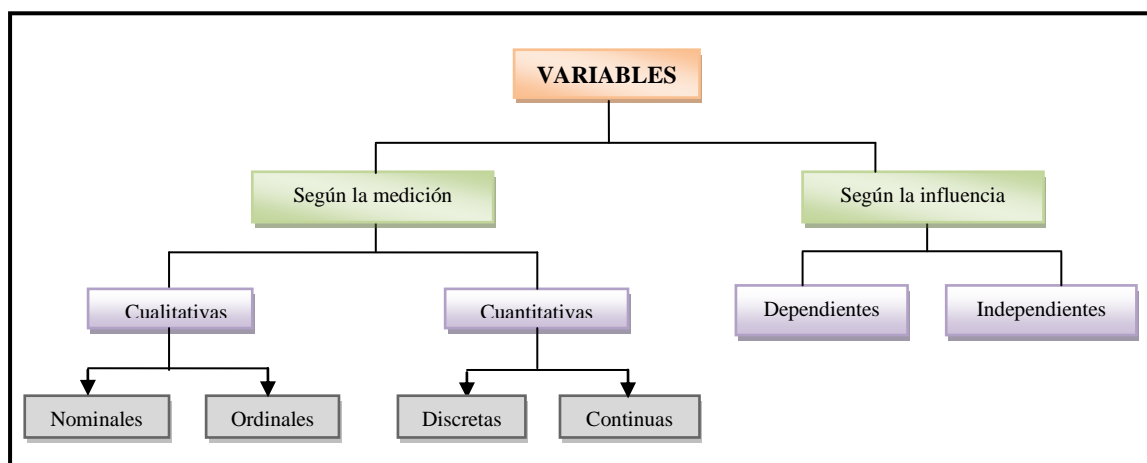 VARIABLES
Según la medición
Según la influencia
Cualitativas
Cuantitativas
Dependientes
Independientes
Nominales
Ordinales
Discretas
Continuas